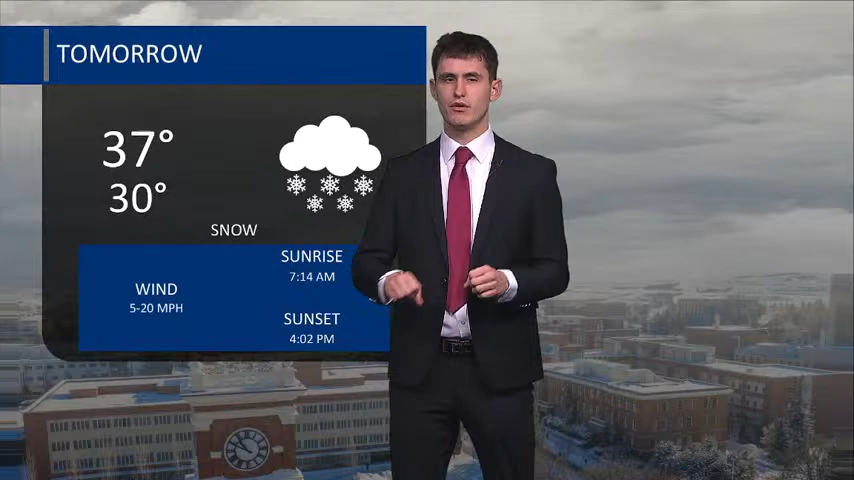 TOMORROW
37°
30°
SNOW
SUNRISE
7:14 AM
WIND
5-20 MPH
SUNSET
4:02 PM